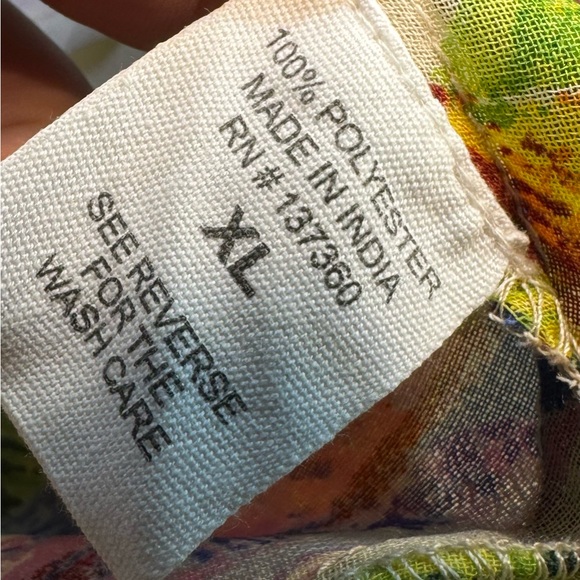 100% POLYESTER
MADE IN INDIA
RN # 137360
XL
SEE REVERSE
FOR THE
WASH CARE